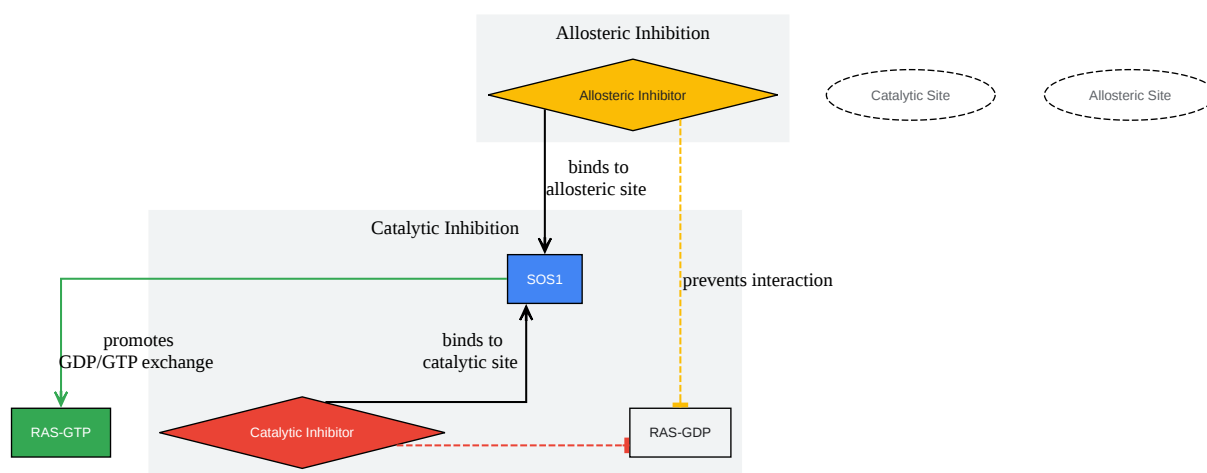 Allosteric Inhibition
Allosteric Inhibitor
Catalytic Site
Allosteric Site
binds to
allosteric site
Catalytic Inhibition
SOS1
prevents interaction
promotes
GDP/GTP exchange
binds to
catalytic site
RAS-GTP
Catalytic Inhibitor
RAS-GDP